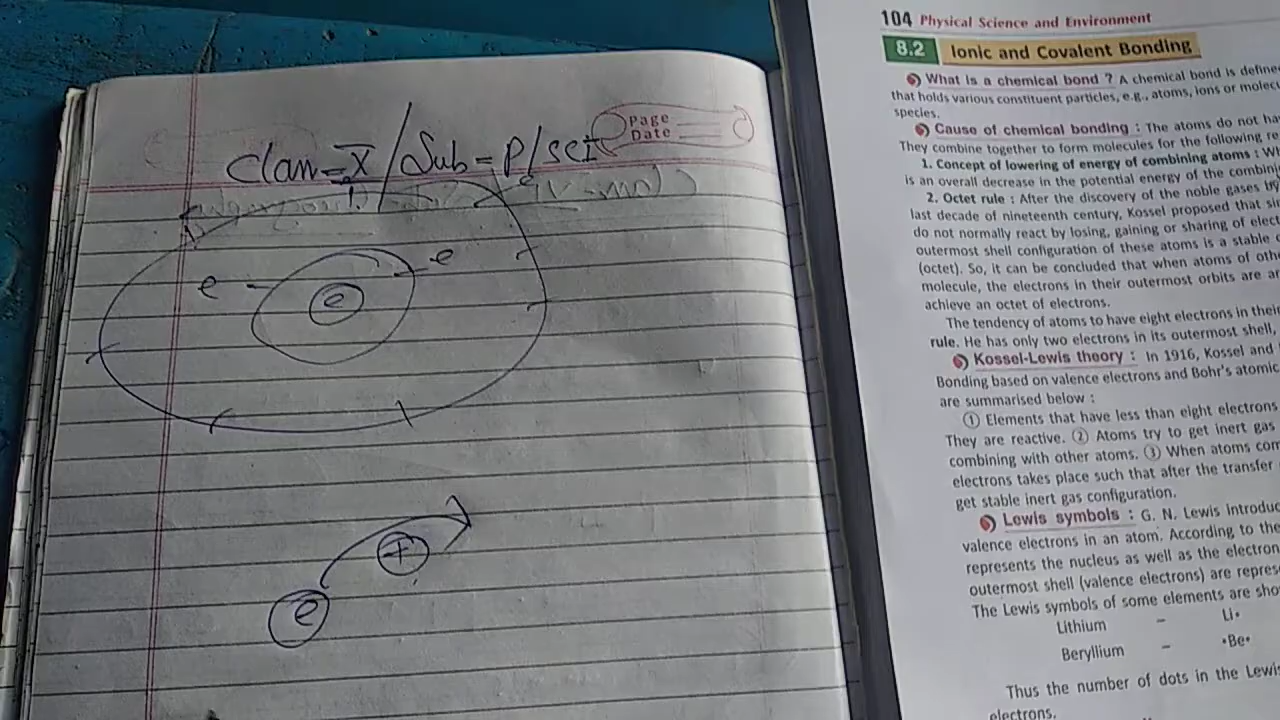 Page
Date
Clan=X/Sub=P/SCI
e
e
e
+
e
104 Physical Science and Environment
8.2 Ionic and Covalent Bonding
What is a chemical bond ? A chemical bond is define
that holds various constituent particles, e.g., atoms, ions or molecu
species.
Cause of chemical bonding : The atoms do not ha
They combine together to form molecules for the following re
1. Concept of lowering of energy of combining atoms : Wh
is an overall decrease in the potential energy of the combini
2. Octet rule : After the discovery of the noble gases by
last decade of nineteenth century, Kossel proposed that si
do not normally react by losing, gaining or sharing of elect
outermost shell configuration of these atoms is a stable
(octet). So, it can be concluded that when atoms of othe
molecule, the electrons in their outermost orbits are ar
achieve an octet of electrons.
The tendency of atoms to have eight electrons in their
rule. He has only two electrons in its outermost shell,
Kossel-Lewis theory : In 1916, Kossel and
Bonding based on valence electrons and Bohr's atomic
are summarised below :
① Elements that have less than eight electrons
They are reactive. ② Atoms try to get inert gas
combining with other atoms. ③ When atoms com
electrons takes place such that after the transfer
get stable inert gas configuration.
Lewis symbols : G. N. Lewis introduc
valence electrons in an atom. According to the
represents the nucleus as well as the electron
outermost shell (valence electrons) are repres
The Lewis symbols of some elements are sho
Lithium – Li•
Beryllium – •Be•
Thus the number of dots in the Lewi
electrons.